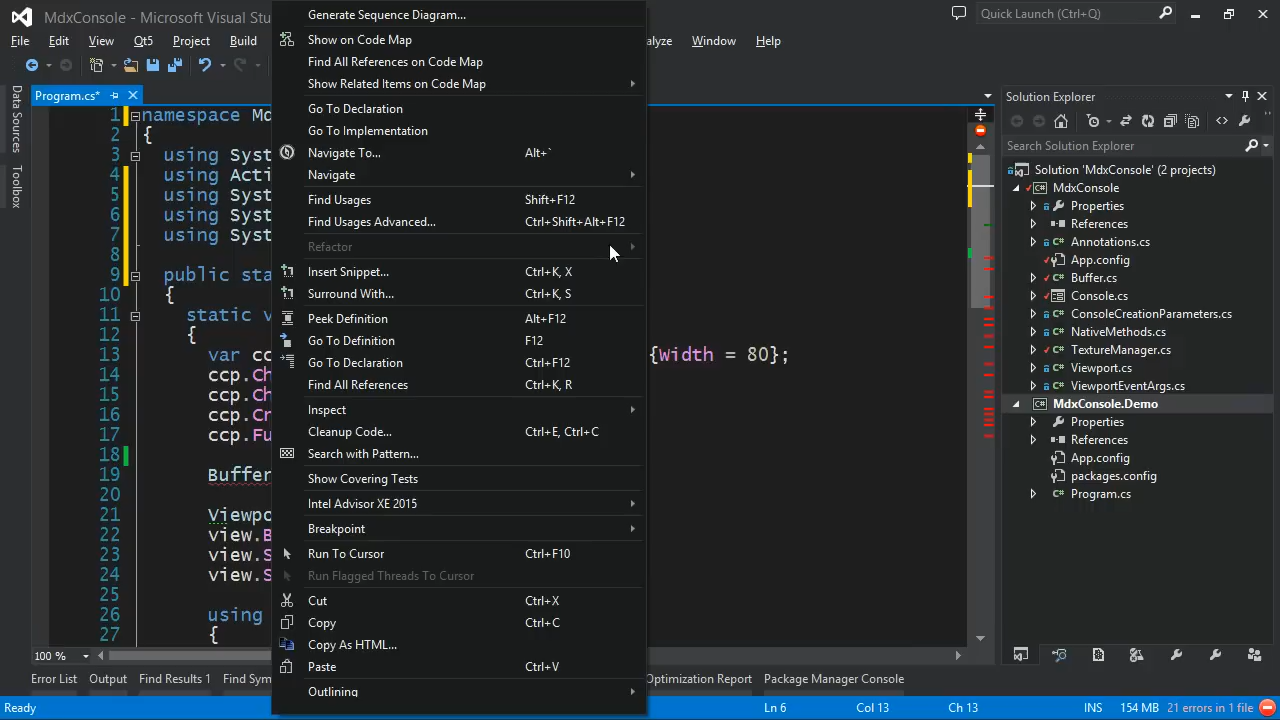 MdxConsole - Microsoft Visual Stu
Quick Launch (Ctrl+Q)
File Edit View Qt5 Project Build alyze Window Help
Data Sources
Toolbox
Program.cs*
1 namespace Md
2 {
3 using Syst
4 using Acti
5 using Syst
6 using Syst
7 using Syst
8
9 public sta
10 {
11 static v
12 {
13 var cc {Width = 80};
14 ccp.Ch
15 ccp.Ch
16 ccp.Cr
17 ccp.Fu
18
19 Buffer
20
21 Viewpo
22 view.B
23 view.S
24 view.S
26 using
27 {
100 %
Generate Sequence Diagram...
Show on Code Map
Find All References on Code Map
Show Related Items on Code Map
Go To Declaration
Go To Implementation
Navigate To... Alt+`
Navigate
Find Usages Shift+F12
Find Usages Advanced... Ctrl+Shift+Alt+F12
Refactor
Insert Snippet... Ctrl+K, X
Surround With... Ctrl+K, S
Peek Definition Alt+F12
Go To Definition F12
Go To Declaration Ctrl+F12
Find All References Ctrl+K, R
Inspect
Cleanup Code... Ctrl+E, Ctrl+C
Search with Pattern...
Show Covering Tests
Intel Advisor XE 2015
Breakpoint
Run To Cursor Ctrl+F10
Run Flagged Threads To Cursor
Cut Ctrl+X
Copy Ctrl+C
Copy As HTML...
Paste Ctrl+V
Outlining
Solution Explorer
Search Solution Explorer
Solution 'MdxConsole' (2 projects)
MdxConsole
Properties
References
Annotations.cs
App.config
Buffer.cs
Console.cs
ConsoleCreationParameters.cs
NativeMethods.cs
TextureManager.cs
Viewport.cs
ViewportEventArgs.cs
MdxConsole.Demo
Properties
References
App.config
packages.config
Program.cs
Error List Output Find Results 1 Find Sym Optimization Report Package Manager Console
Ready Ln 6 Col 13 Ch 13 INS 154 MB 21 errors in 1 file